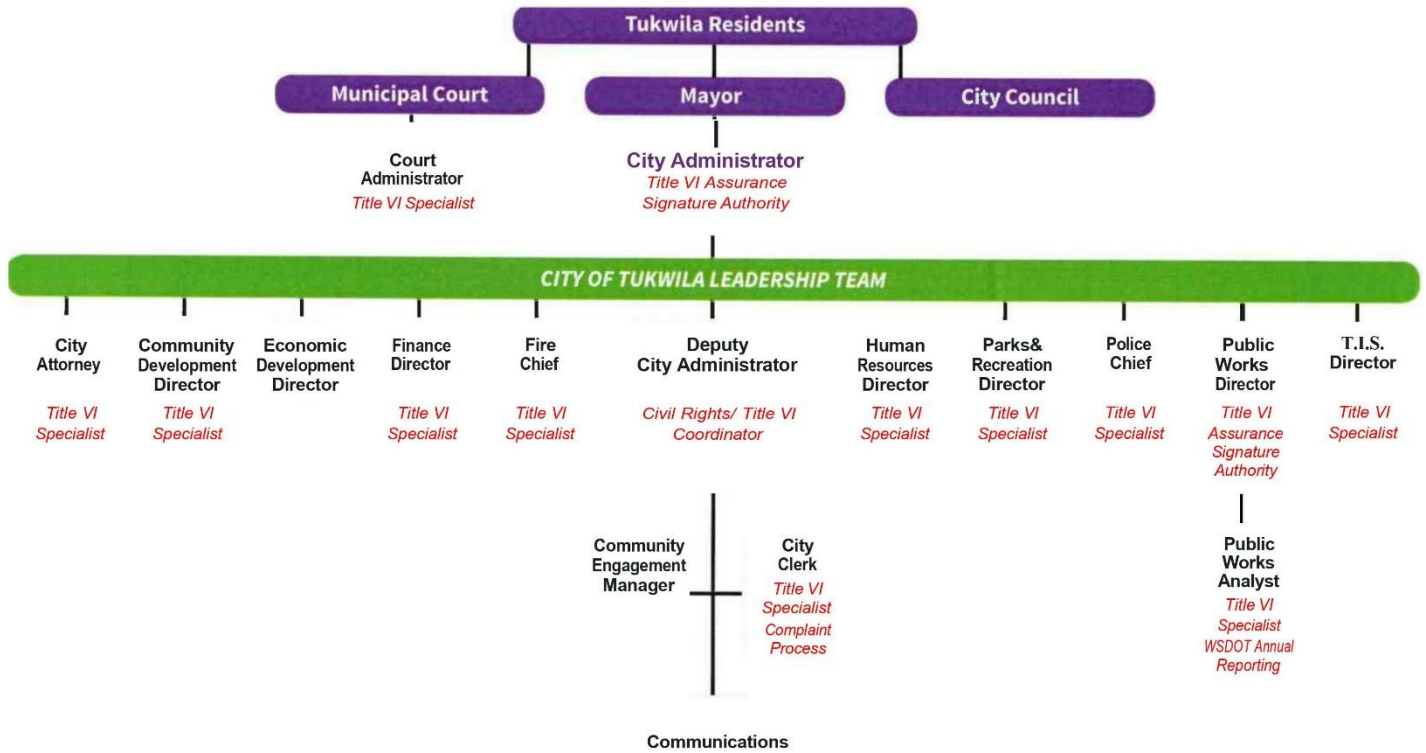 Tukwila Residents
Municipal Court
Mayor
City Council
Court
Administrator
Title VI Specialist
City Administrator
Title VI Assurance
Signature Authority
CITY OF TUKWILA LEADERSHIP TEAM
City
Attorney
Title VI
Specialist
Community
Development
Director
Title VI
Specialist
Economic
Development
Director
Finance
Director
Title VI
Specialist
Fire
Chief
Title VI
Specialist
Deputy
City Administrator
Civil Rights/ Title VI
Coordinator
Human
Resources
Director
Title VI
Specialist
Parks&
Recreation
Director
Title VI
Specialist
Police
Chief
Title VI
Specialist
Public
Works
Director
Title VI
Assurance
Signature
Authority
T.I.S.
Director
Title VI
Specialist
Community
Engagement
Manager
City
Clerk
Title VI
Specialist
Complaint
Process
Public
Works
Analyst
Title VI
Specialist
WSDOT Annual
Reporting
Communications